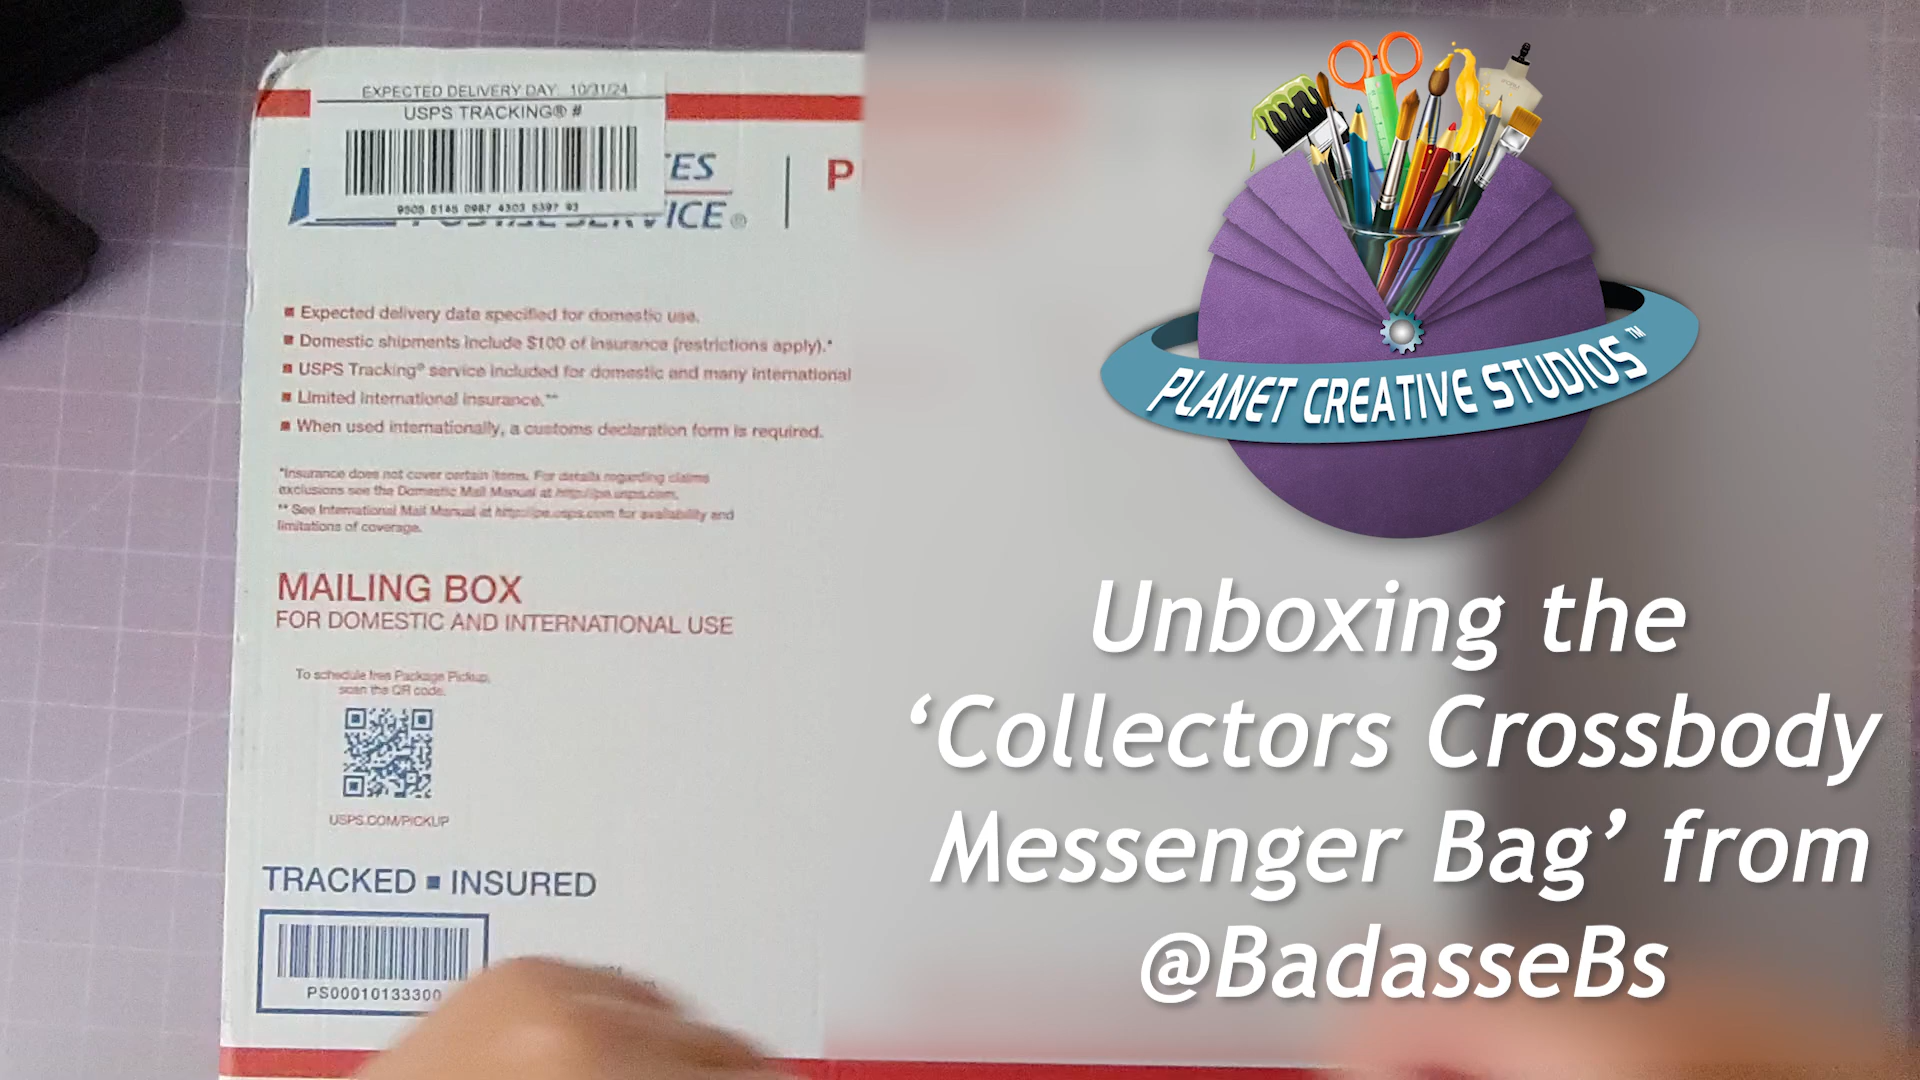 EXPECTED DELIVERY DAY: 10/31/24
USPS TRACKING® #
9505 5145 0987 4303 5397 93
TES
POSTAL SERVICE®
P
■ Expected delivery date specified for domestic use.
■ Domestic shipments include $100 of insurance (restrictions apply).*
■ USPS Tracking® service included for domestic and many international
■ Limited international insurance.**
■ When used internationally, a customs declaration form is required.
*Insurance does not cover certain items. For details regarding claims
exclusions see the Domestic Mail Manual at http://pe.usps.com.
** See International Mail Manual at http://pe.usps.com for availability and
limitations of coverage.
MAILING BOX
FOR DOMESTIC AND INTERNATIONAL USE
To schedule free Package Pickup,
scan the QR code.
USPS.COM/PICKUP
TRACKED ■ INSURED
PS00010133300
PLANET CREATIVE STUDIOS™
Unboxing the
‘Collectors Crossbody
Messenger Bag’ from
@BadasseBs